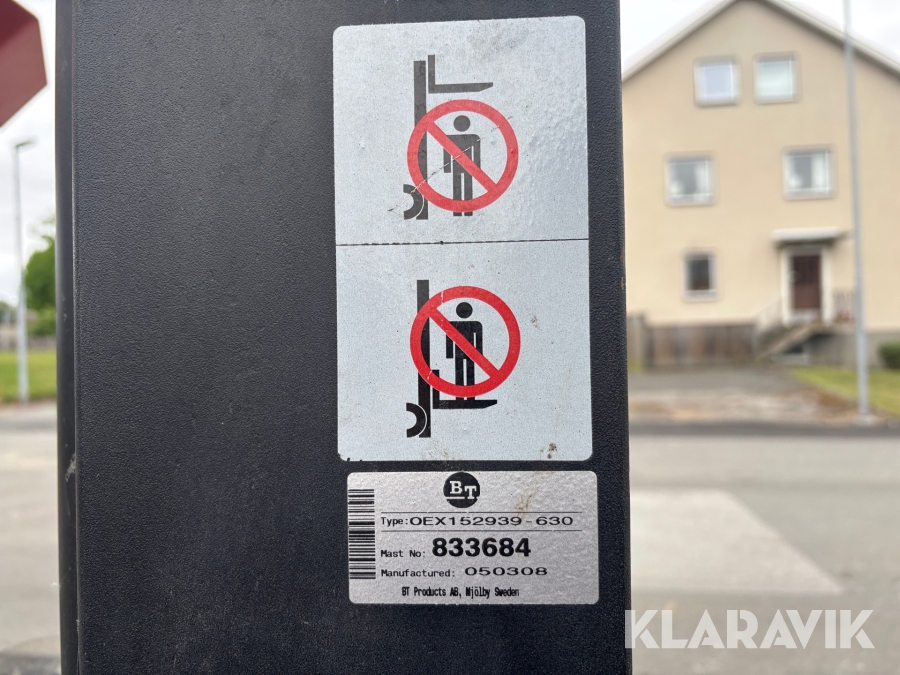 BT
Type: OEX152939-630
Mast No: 833684
Manufactured: 050308
BT Products AB, Mjölby Sweden
KLARAVIK